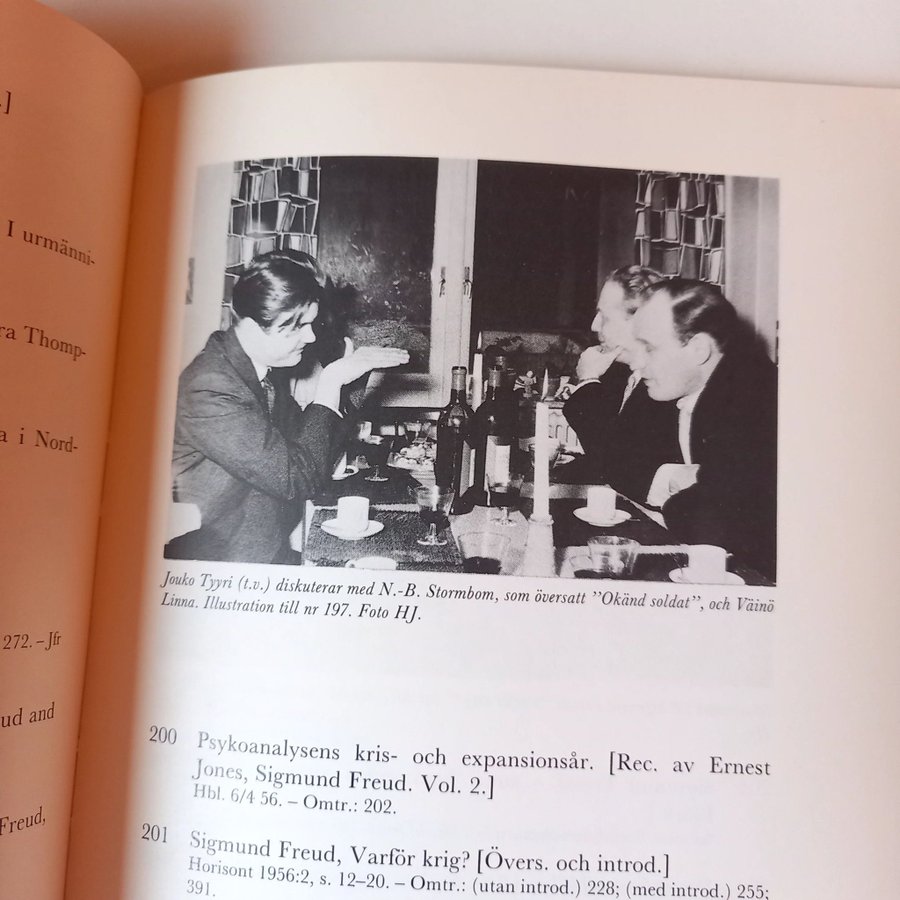 .]
I urmänni-
ra Thomp-
a i Nord-
272. – Jfr
ud and
Freud,
Jouko Tyyri (t.v.) diskuterar med N.-B. Stormbom, som översatt ”Okänd soldat”, och Väinö
Linna. Illustration till nr 197. Foto HJ.
200 Psykoanalysens kris- och expansionsår. [Rec. av Ernest
Jones, Sigmund Freud. Vol. 2.]
Hbl. 6/4 56. – Omtr.: 202.
201 Sigmund Freud, Varför krig? [Övers. och introd.]
Horisont 1956:2, s. 12–20. – Omtr.: (utan introd.) 228; (med introd.) 255;
391.